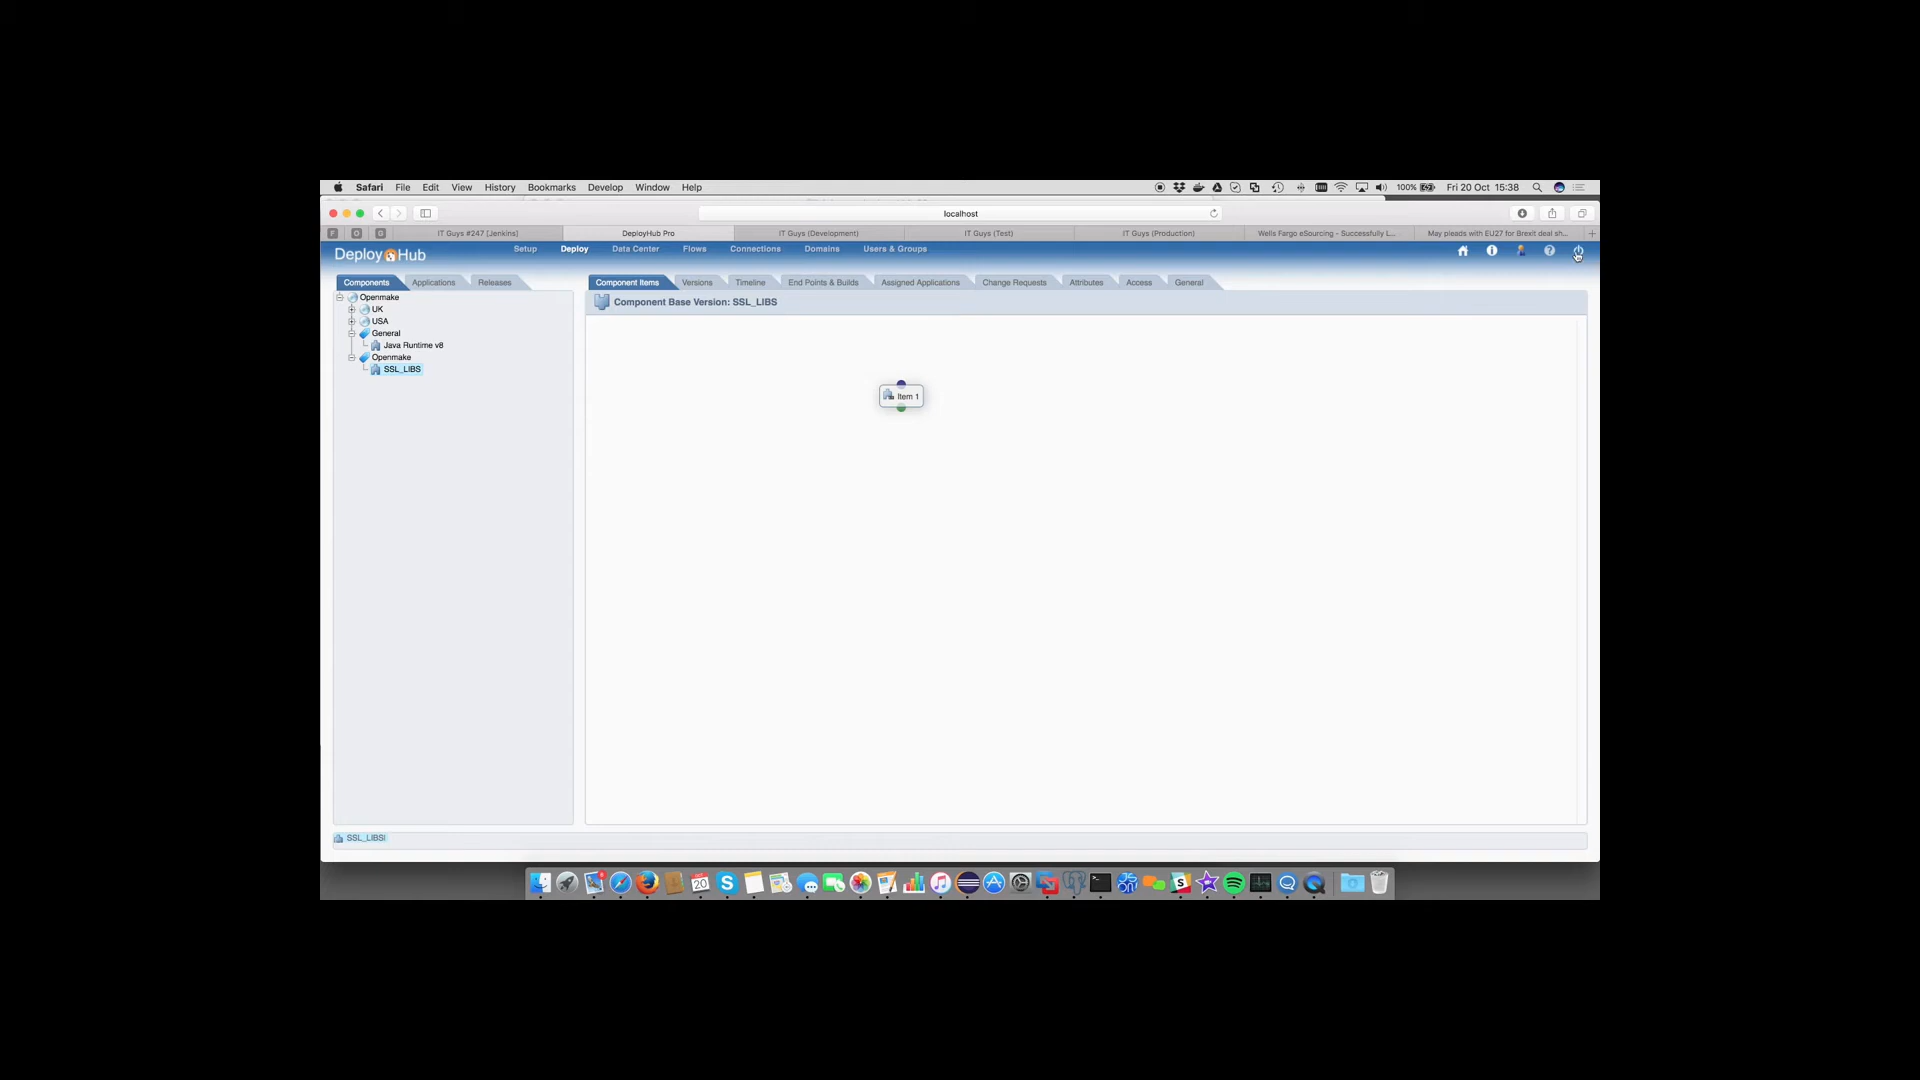 Safari File Edit View History Bookmarks Develop Window Help 100% Fri 20 Oct 15:38
localhost
IT Guys #247 [Jenkins] DeployHub Pro IT Guys (Development) IT Guys (Test) IT Guys (Production) Wells Fargo eSourcing - Successfully L... May pleads with EU27 for Brexit deal sh...
DeployHub Setup Deploy Data Center Flows Connections Domains Users & Groups
Components Applications Releases Component Items Versions Timeline End Points & Builds Assigned Applications Change Requests Attributes Access General
Component Base Version: SSL_LIBS
Openmake
UK
USA
General
Java Runtime v8
Openmake
SSL_LIBS
Item 1
SSL_LIBS